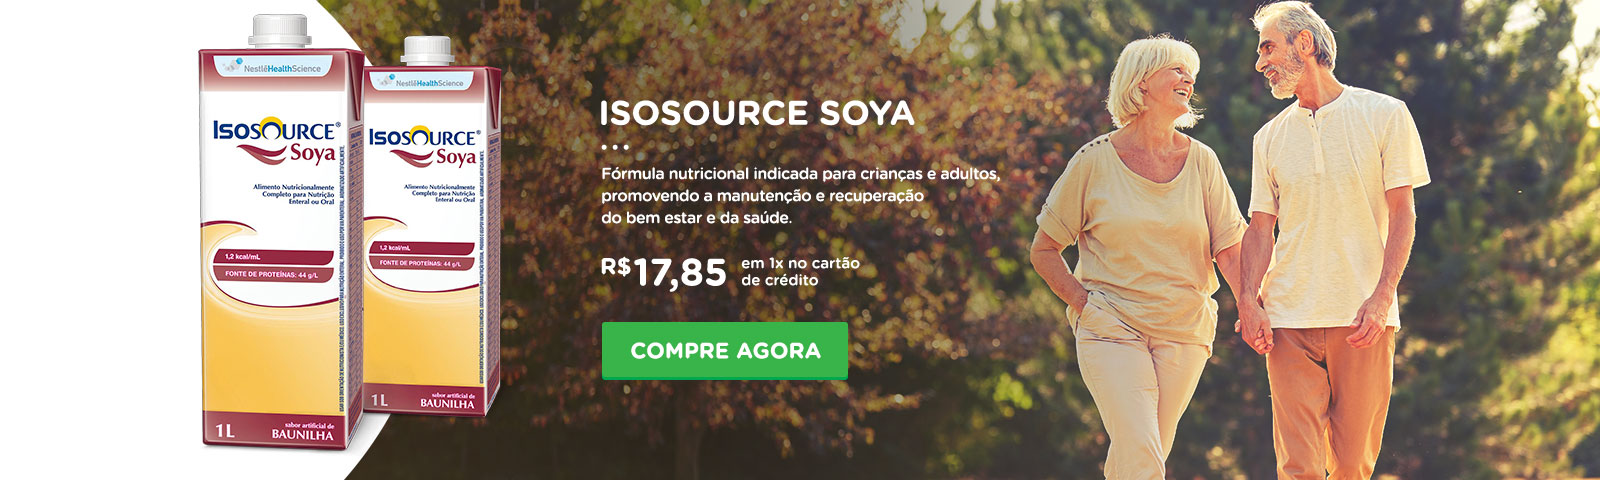 NestléHealthScience
ISOSOURCE®
Soya
Alimento Nutricionalmente
Completo para Nutrição
Enteral ou Oral
1,2 kcal/mL
FONTE DE PROTEÍNAS: 44 g/L
1L
sabor artificial de
BAUNILHA
NestléHealthScience
ISOSOURCE®
Soya
Alimento Nutricionalmente
Completo para Nutrição
Enteral ou Oral
1,2 kcal/mL
FONTE DE PROTEÍNAS: 44 g/L
1L
sabor artificial de
BAUNILHA
ISOSOURCE SOYA
...
Fórmula nutricional indicada para crianças e adultos,
promovendo a manutenção e recuperação
do bem estar e da saúde.
R$17,85 em 1x no cartão
de crédito
COMPRE AGORA